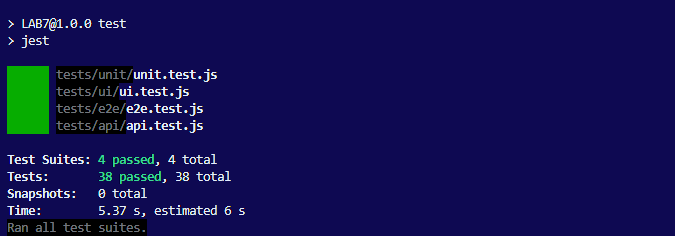 > LAB7@1.0.0 test
> jest
tests/unit/unit.test.js
tests/ui/ui.test.js
tests/e2e/e2e.test.js
tests/api/api.test.js
Test Suites: 4 passed, 4 total
Tests: 38 passed, 38 total
Snapshots: 0 total
Time: 5.37 s, estimated 6 s
Ran all test suites.